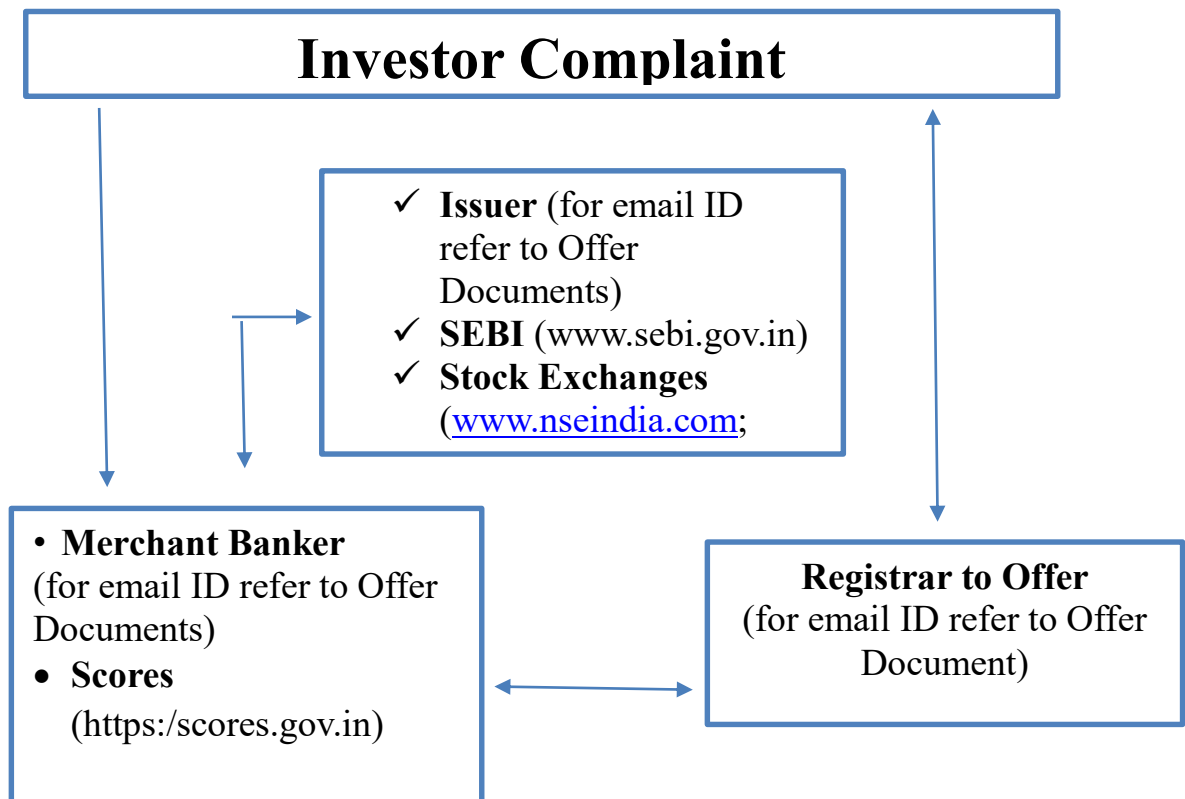 Investor Complaint
✓ Issuer (for email ID
refer to Offer
Documents)
✓ SEBI (www.sebi.gov.in)
✓ Stock Exchanges
(www.nseindia.com;
• Merchant Banker
(for email ID refer to Offer
Documents)
• Scores
(https:/scores.gov.in)
Registrar to Offer
(for email ID refer to Offer
Document)